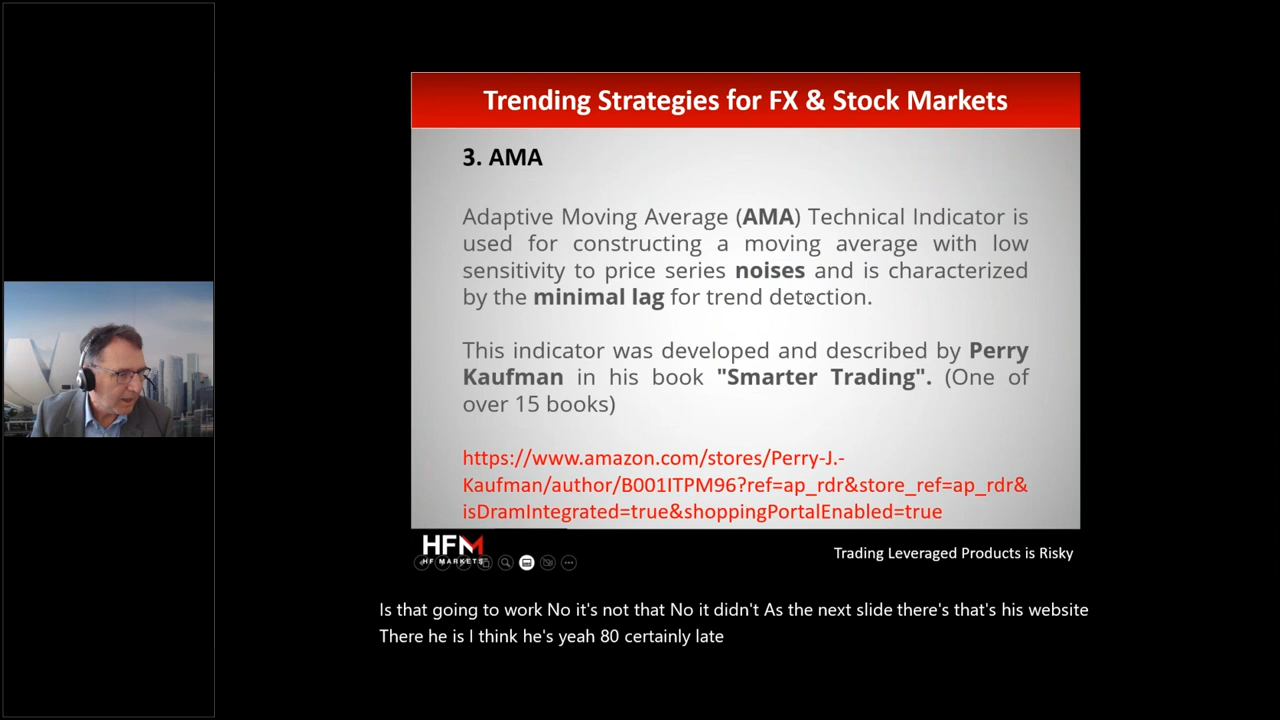 Trending Strategies for FX & Stock Markets
3. AMA
Adaptive Moving Average (AMA) Technical Indicator is
used for constructing a moving average with low
sensitivity to price series noises and is characterized
by the minimal lag for trend detection.
This indicator was developed and described by Perry
Kaufman in his book "Smarter Trading". (One of
over 15 books)
https://www.amazon.com/stores/Perry-J.-
Kaufman/author/B001ITPM96?ref=ap_rdr&store_ref=ap_rdr&
isDramIntegrated=true&shoppingPortalEnabled=true
HFM
HF MARKETS
Trading Leveraged Products is Risky
Is that going to work No it's not that No it didn't As the next slide there's that's his website
There he is I think he's yeah 80 certainly late